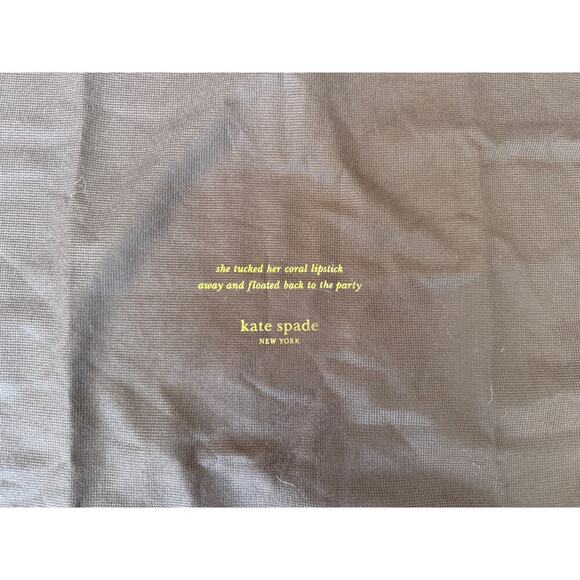 she tucked her coral lipstick
away and floated back to the party
kate spade
NEW YORK